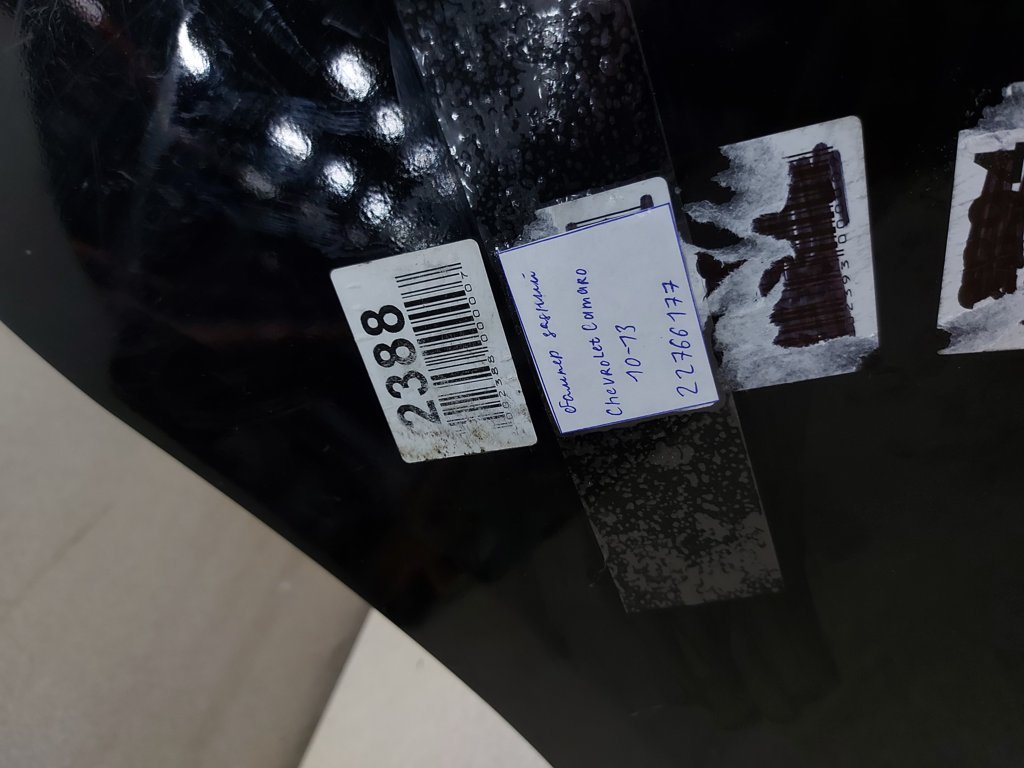 2388
бампер задний
Chevrolet Camaro
10-13
22766177